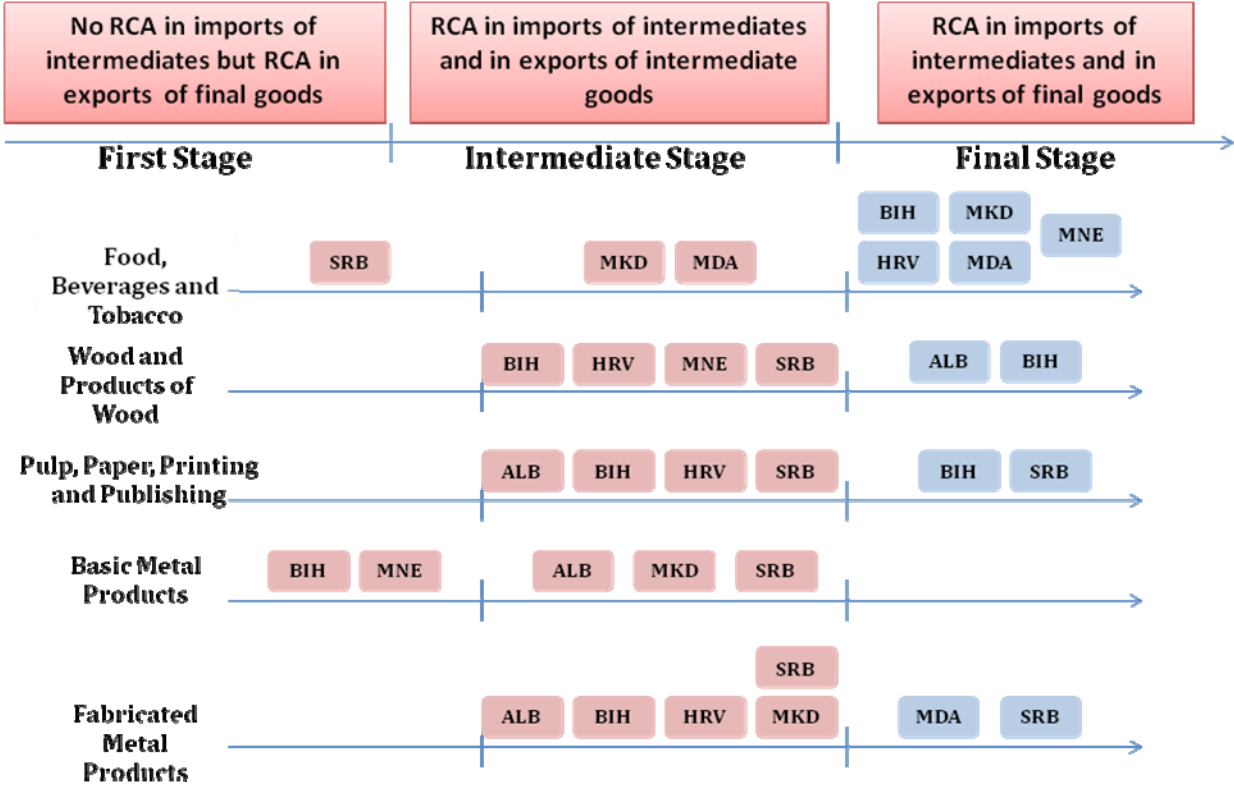 No RCA in imports of
intermediates but RCA in
exports of final goods
RCA in imports of intermediates
and in exports of intermediate
goods
RCA in imports of
intermediates and in
exports of final goods
First Stage
Intermediate Stage
Final Stage
Food,
Beverages and
Tobacco
SRB
MKD
MDA
BIH
MKD
MNE
HRV
MDA
Wood and
Products of
Wood
BIH
HRV
MNE
SRB
ALB
BIH
Pulp, Paper, Printing
and Publishing
ALB
BIH
HRV
SRB
BIH
SRB
Basic Metal
Products
BIH
MNE
ALB
MKD
SRB
Fabricated
Metal
Products
SRB
ALB
BIH
HRV
MKD
MDA
SRB